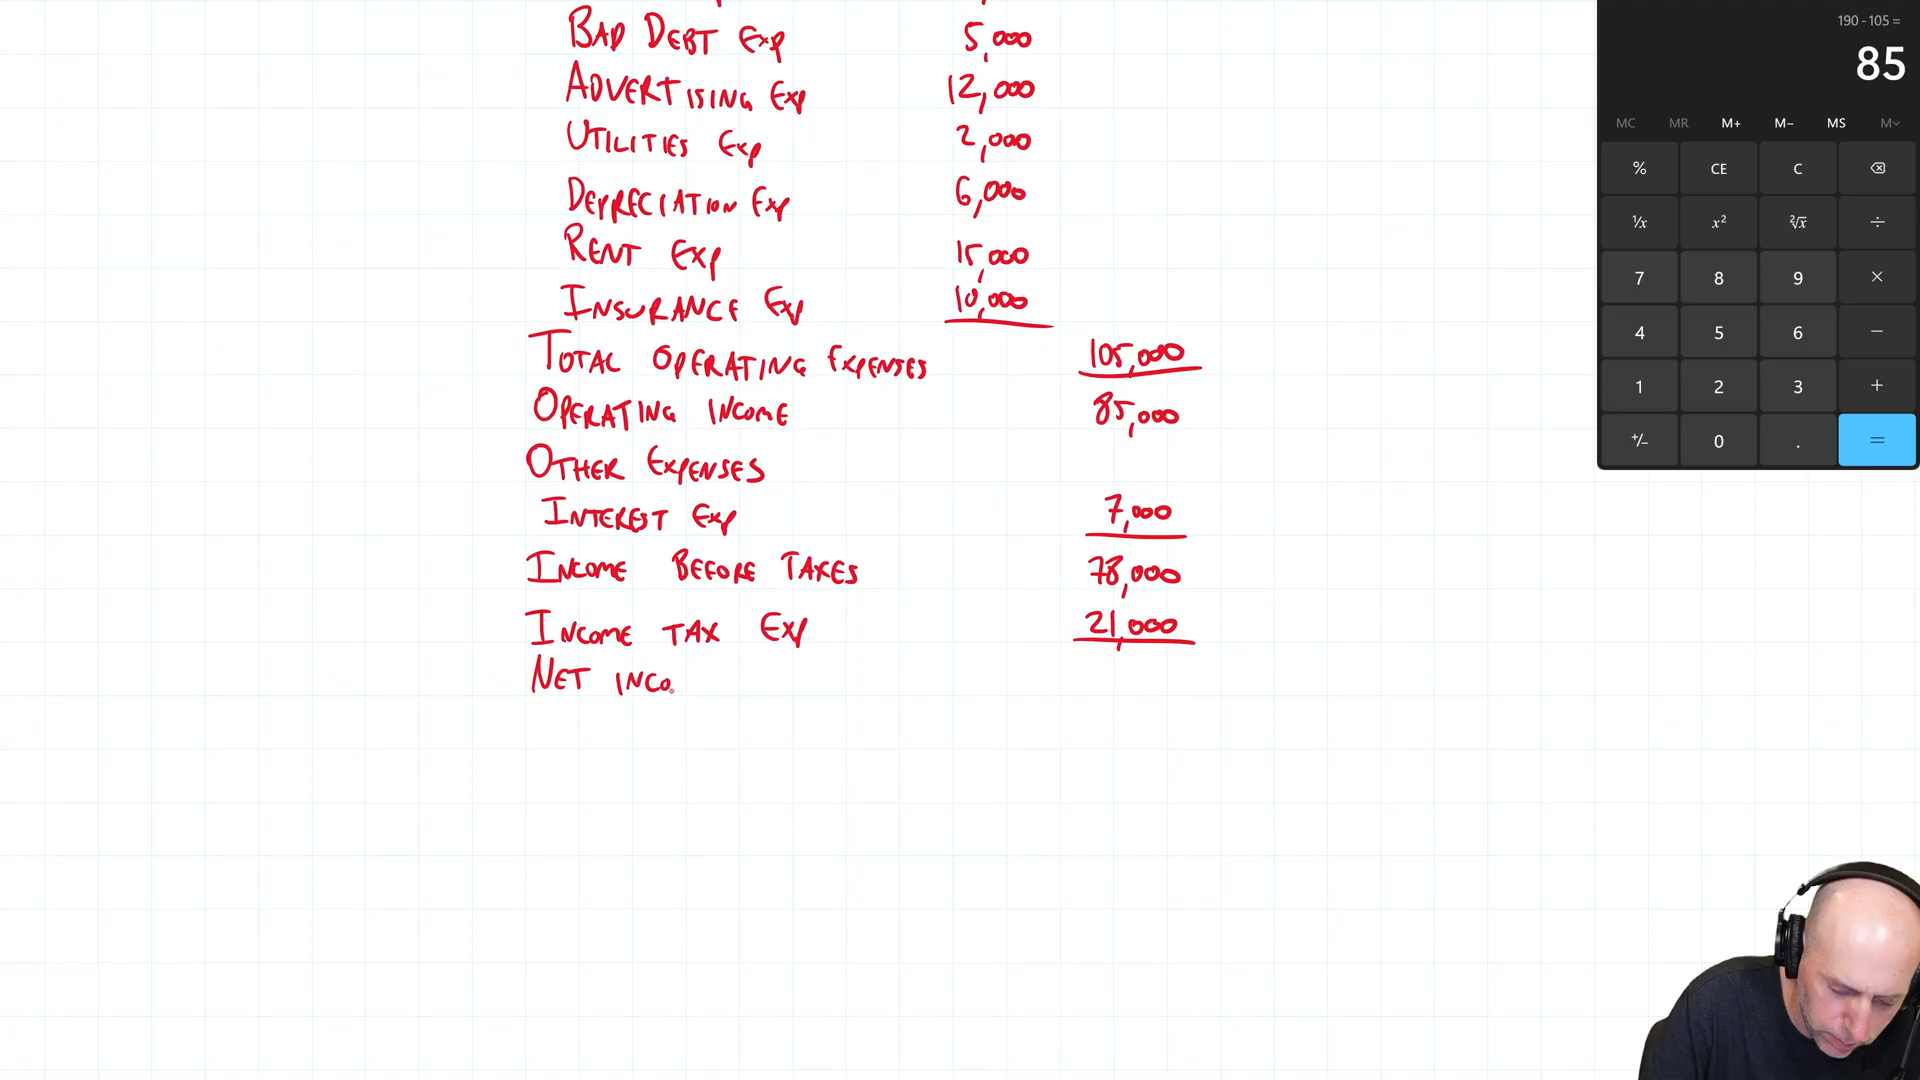 BAD DEBT EXP 5,000
ADVERTISING EXP 12,000
UTILITIES EXP 2,000
DEPRECIATION EXP 6,000
RENT EXP 15,000
INSURANCE EXP 10,000
TOTAL OPERATING EXPENSES 105,000
OPERATING INCOME 85,000
OTHER EXPENSES
INTEREST EXP 7,000
INCOME BEFORE TAXES 78,000
INCOME TAX EXP 21,000
NET INCO
190 - 105 =
85
MC MR M+ M− MS M˅
% CE C ⌫
¹/x x² ²√x ÷
7 8 9 ×
4 5 6 −
1 2 3 +
+/− 0 . =